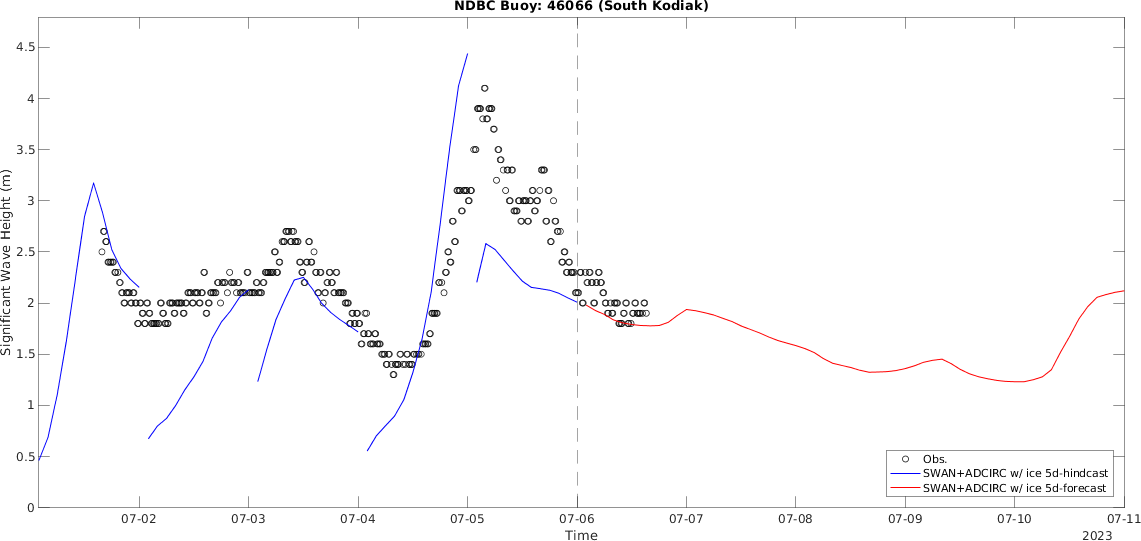 NDBC Buoy: 46066 (South Kodiak)
Significant Wave Height (m)
4.5
4
3.5
3
2.5
2
1.5
1
0.5
0
Obs.
SWAN+ADCIRC w/ ice 5d-hindcast
SWAN+ADCIRC w/ ice 5d-forecast
07-02 07-03 07-04 07-05 07-06 07-07 07-08 07-09 07-10 07-11
Time
2023